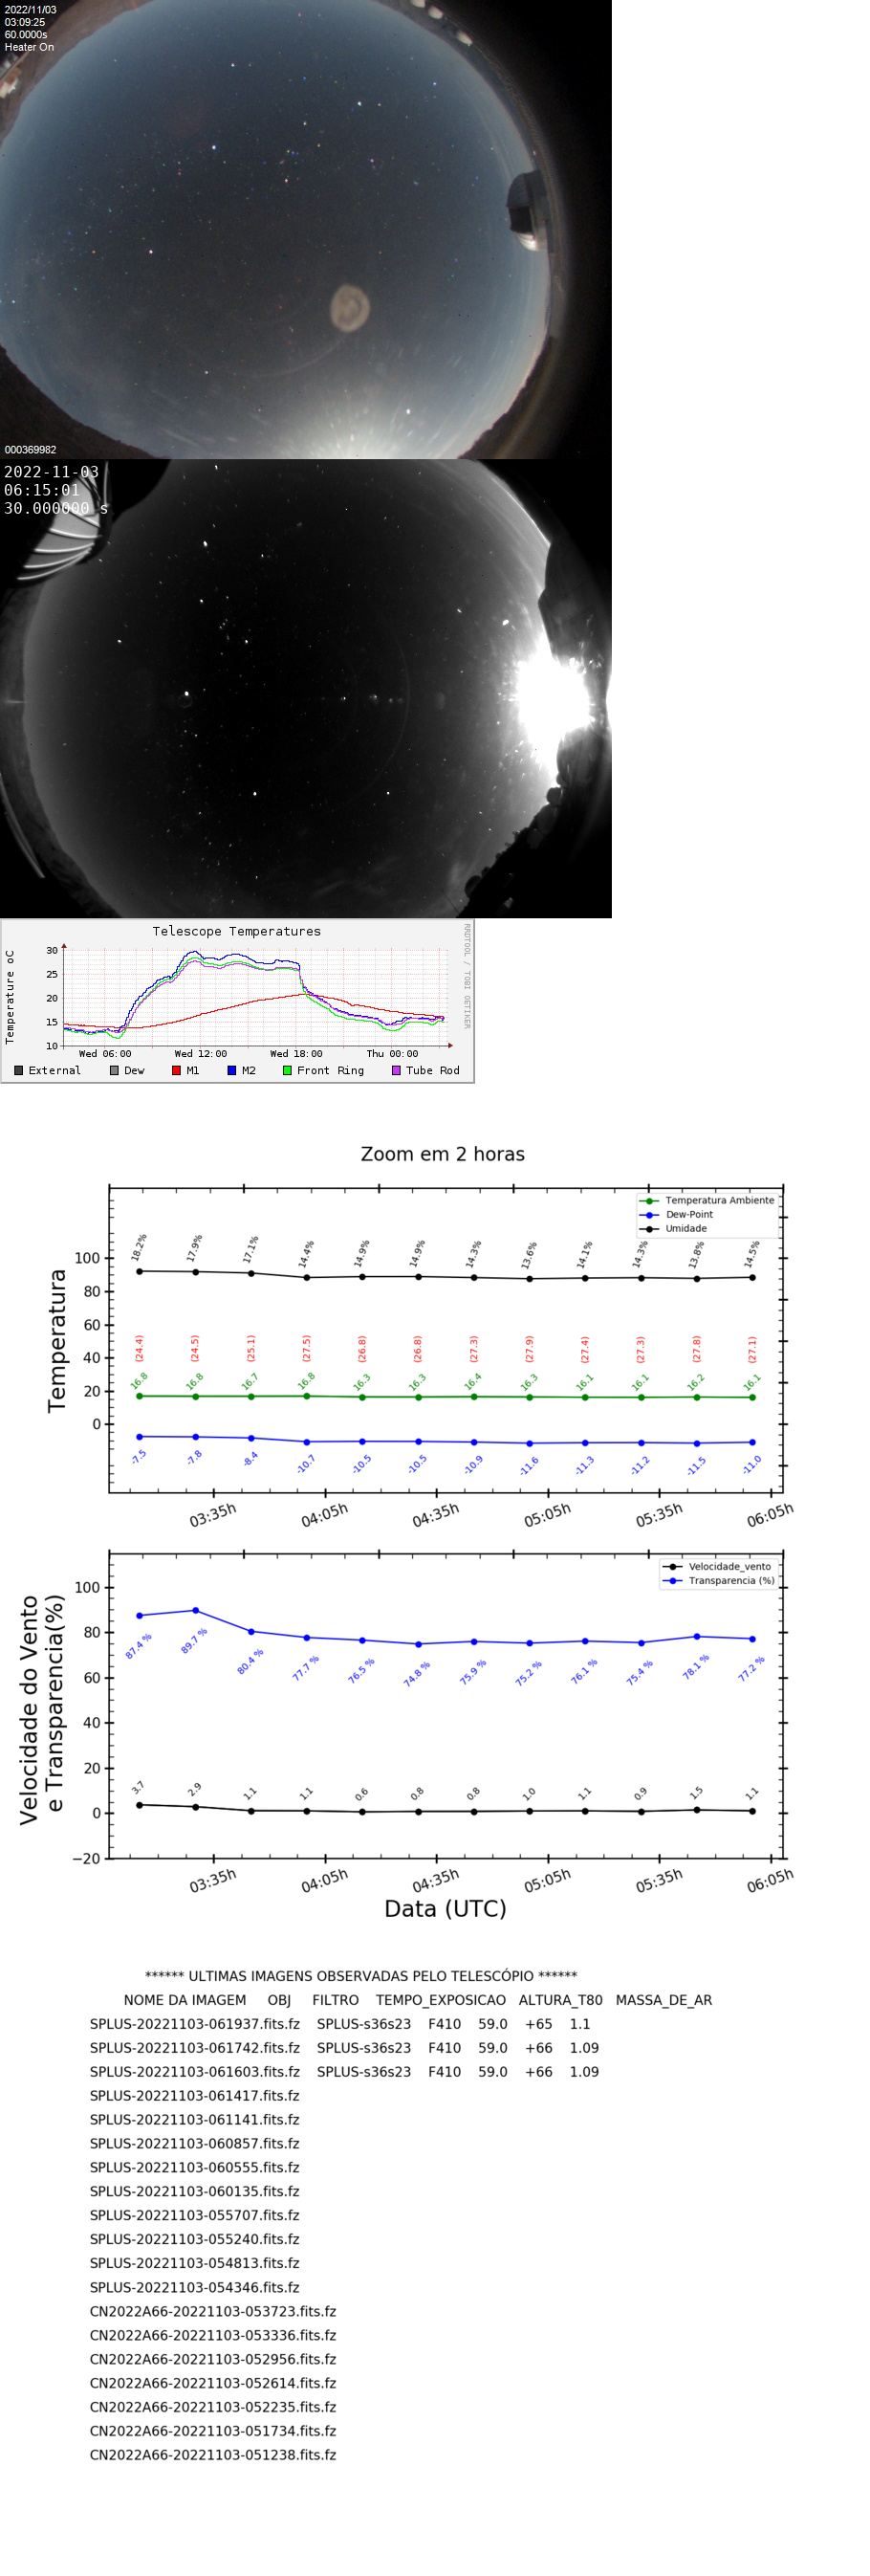 2022/11/03
03:09:25
60.0000s
Heater On
000369982
2022-11-03
06:15:01
30.000000 s
Telescope Temperatures
RRDTOOL / TOBI OETIKER
Temperature oC
30
25
20
15
10
Wed 06:00 Wed 12:00 Wed 18:00 Thu 00:00
External Dew M1 M2 Front Ring Tube Rod
Zoom em 2 horas
Temperatura Ambiente
Dew-Point
Umidade
Temperatura
100
80
60
40
20
0
18.2% 17.9% 17.1% 14.4% 14.9% 14.9% 14.3% 13.6% 14.1% 14.3% 13.8% 14.5%
(24.4) (24.5) (25.1) (27.5) (26.8) (26.8) (27.3) (27.9) (27.4) (27.3) (27.8) (27.1)
16.8 16.8 16.7 16.8 16.3 16.3 16.4 16.3 16.1 16.1 16.2 16.1
-7.5 -7.8 -8.4 -10.7 -10.5 -10.5 -10.9 -11.6 -11.3 -11.2 -11.5 -11.0
03:35h 04:05h 04:35h 05:05h 05:35h 06:05h
Velocidade_vento
Transparencia (%)
Velocidade do Vento
e Transparencia(%)
100
80
60
40
20
0
−20
87.4 % 89.7 % 80.4 % 77.7 % 76.5 % 74.8 % 75.9 % 75.2 % 76.1 % 75.4 % 78.1 % 77.2 %
3.7 2.9 1.1 1.1 0.6 0.8 0.8 1.0 1.1 0.9 1.5 1.1
03:35h 04:05h 04:35h 05:05h 05:35h 06:05h
Data (UTC)
****** ULTIMAS IMAGENS OBSERVADAS PELO TELESCÓPIO ******
NOME DA IMAGEM OBJ FILTRO TEMPO_EXPOSICAO ALTURA_T80 MASSA_DE_AR
SPLUS-20221103-061937.fits.fz SPLUS-s36s23 F410 59.0 +65 1.1
SPLUS-20221103-061742.fits.fz SPLUS-s36s23 F410 59.0 +66 1.09
SPLUS-20221103-061603.fits.fz SPLUS-s36s23 F410 59.0 +66 1.09
SPLUS-20221103-061417.fits.fz
SPLUS-20221103-061141.fits.fz
SPLUS-20221103-060857.fits.fz
SPLUS-20221103-060555.fits.fz
SPLUS-20221103-060135.fits.fz
SPLUS-20221103-055707.fits.fz
SPLUS-20221103-055240.fits.fz
SPLUS-20221103-054813.fits.fz
SPLUS-20221103-054346.fits.fz
CN2022A66-20221103-053723.fits.fz
CN2022A66-20221103-053336.fits.fz
CN2022A66-20221103-052956.fits.fz
CN2022A66-20221103-052614.fits.fz
CN2022A66-20221103-052235.fits.fz
CN2022A66-20221103-051734.fits.fz
CN2022A66-20221103-051238.fits.fz